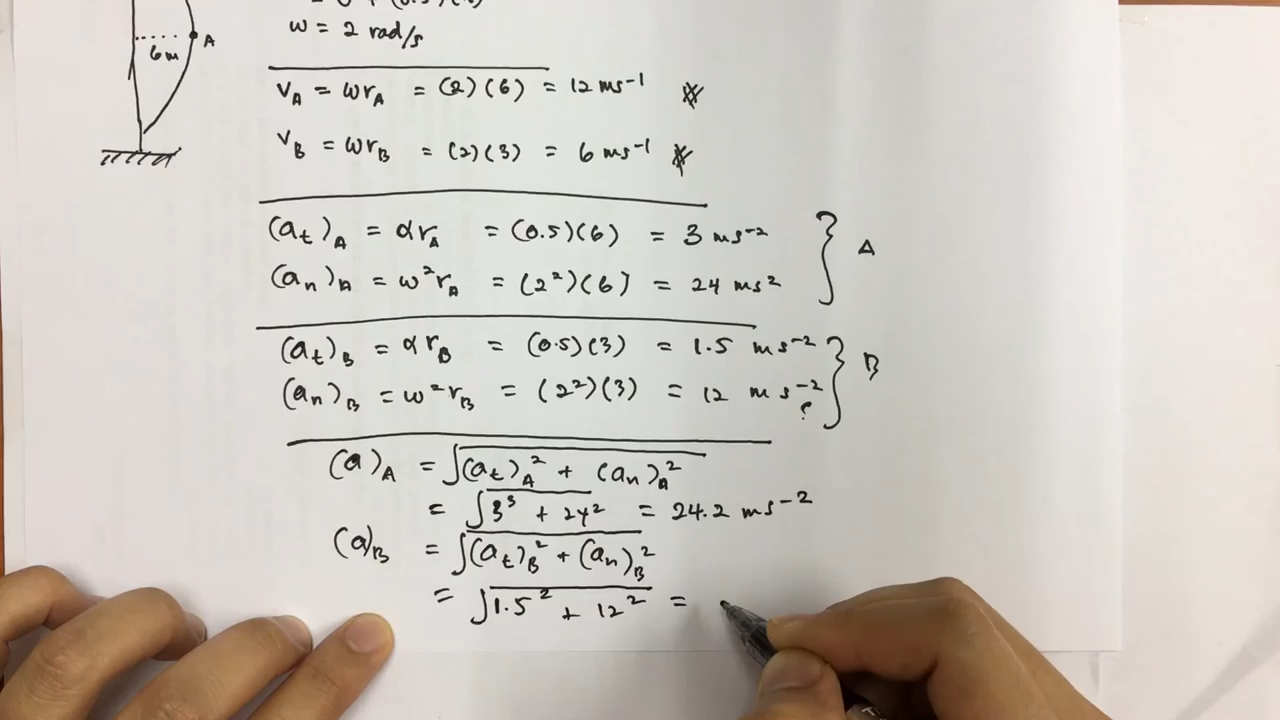 ω = 2 rad/s
A
6m
v_A = ωr_A = (2)(6) = 12 ms⁻¹
v_B = ωr_B = (2)(3) = 6 ms⁻¹
(a_t)_A = αr_A = (0.5)(6) = 3 ms⁻²
(a_n)_A = ω²r_A = (2²)(6) = 24 ms²
A
(a_t)_B = αr_B = (0.5)(3) = 1.5 ms⁻²
(a_n)_B = ω²r_B = (2²)(3) = 12 ms⁻²
B
(a)_A = √(a_t)_A² + (a_n)_A²
= √3³ + 24² = 24.2 ms⁻²
(a)_B = √(a_t)_B² + (a_n)_B²
= √1.5² + 12² =